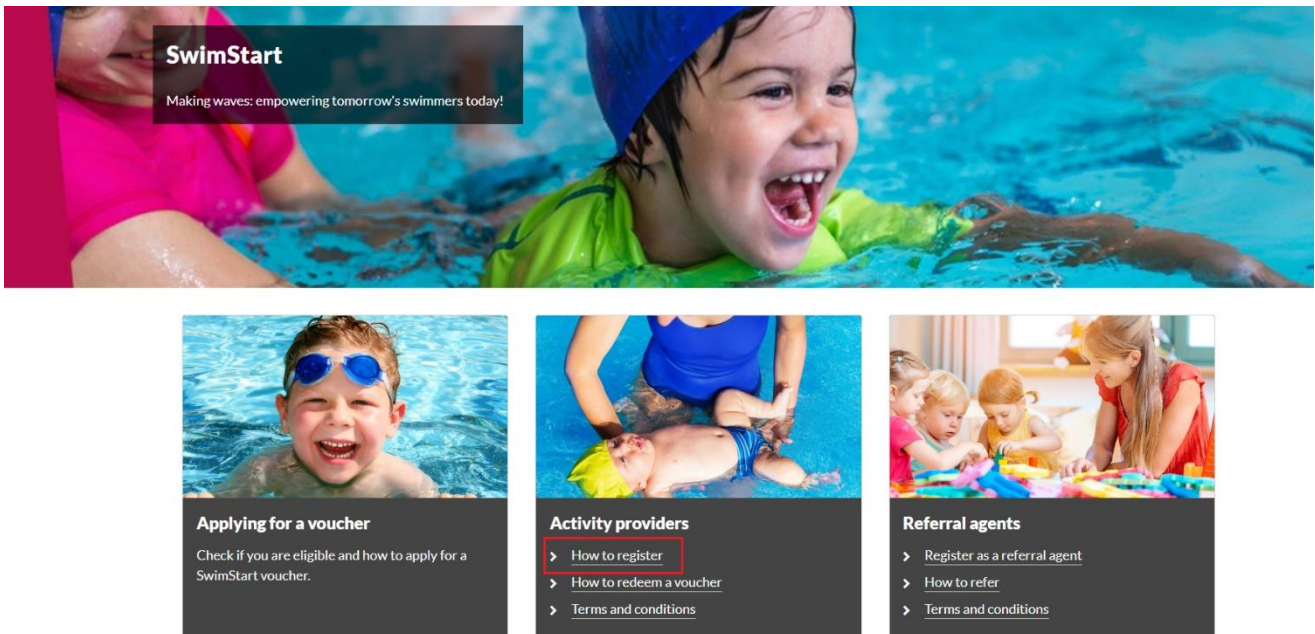 SwimStart
Making waves: empowering tomorrow's swimmers today!
Applying for a voucher
Check if you are eligible and how to apply for a
SwimStart voucher.
Activity providers
How to register
How to redeem a voucher
Terms and conditions
Referral agents
Register as a referral agent
How to refer
Terms and conditions